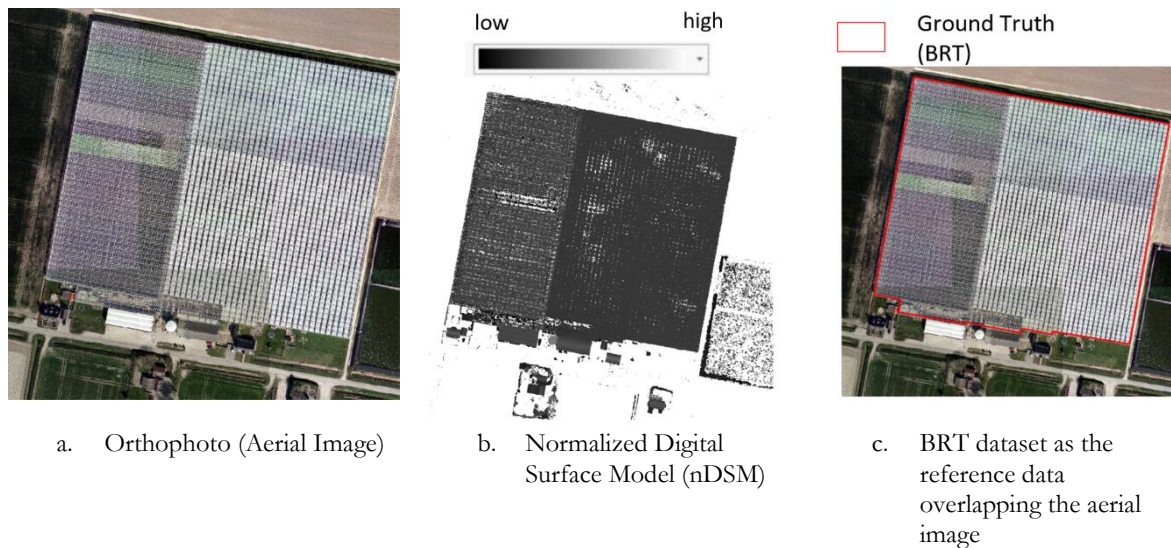 low high
Ground Truth
(BRT)
a. Orthophoto (Aerial Image)
b. Normalized Digital
Surface Model (nDSM)
c. BRT dataset as the
reference data
overlapping the aerial
image